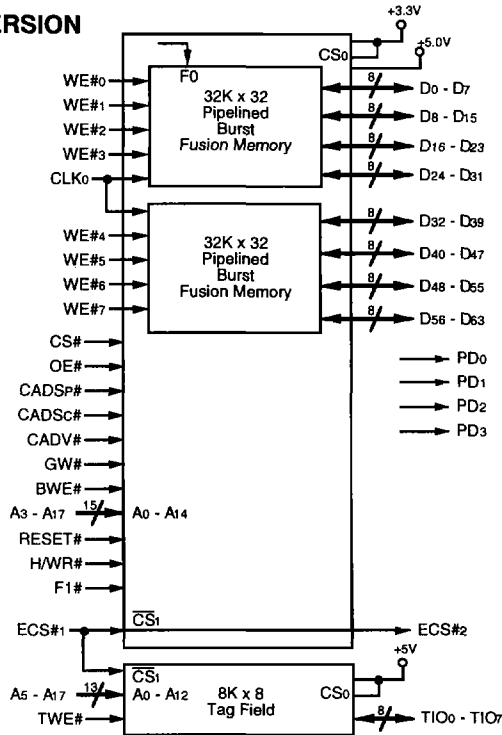 ERSION
+3.3V
CS0
+5.0V
F0
WE#0
WE#1
WE#2
WE#3
CLK0
32K x 32
Pipelined
Burst
Fusion Memory
8
D0 - D7
8
D8 - D15
8
D16 - D23
8
D24 - D31
WE#4
WE#5
WE#6
WE#7
32K x 32
Pipelined
Burst
Fusion Memory
8
D32 - D39
8
D40 - D47
8
D48 - D55
8
D56 - D63
CS#
OE#
CADSP#
CADSC#
CADV#
GW#
BWE#
A3 - A17
15
A0 - A14
RESET#
H/WR#
F1#
PD0
PD1
PD2
PD3
ECS#1
CS1
ECS#2
+5V
CS1
A5 - A17
13
A0 - A12
TWE#
8K x 8
Tag Field
CS0
8
TIO0 - TIO7